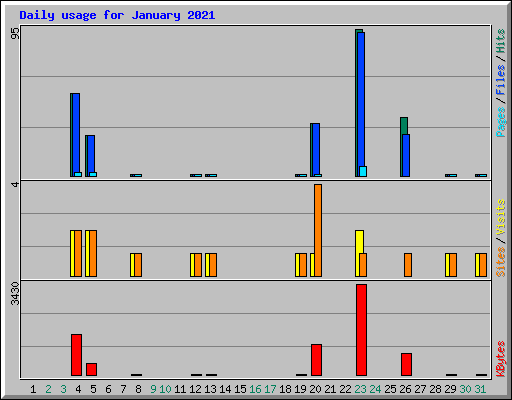 Daily usage for January 2021
95
Pages / Files / Hits
4
Sites / Visits
3430
KBytes
1 2 3 4 5 6 7 8 9 10 11 12 13 14 15 16 17 18 19 20 21 22 23 24 25 26 27 28 29 30 31